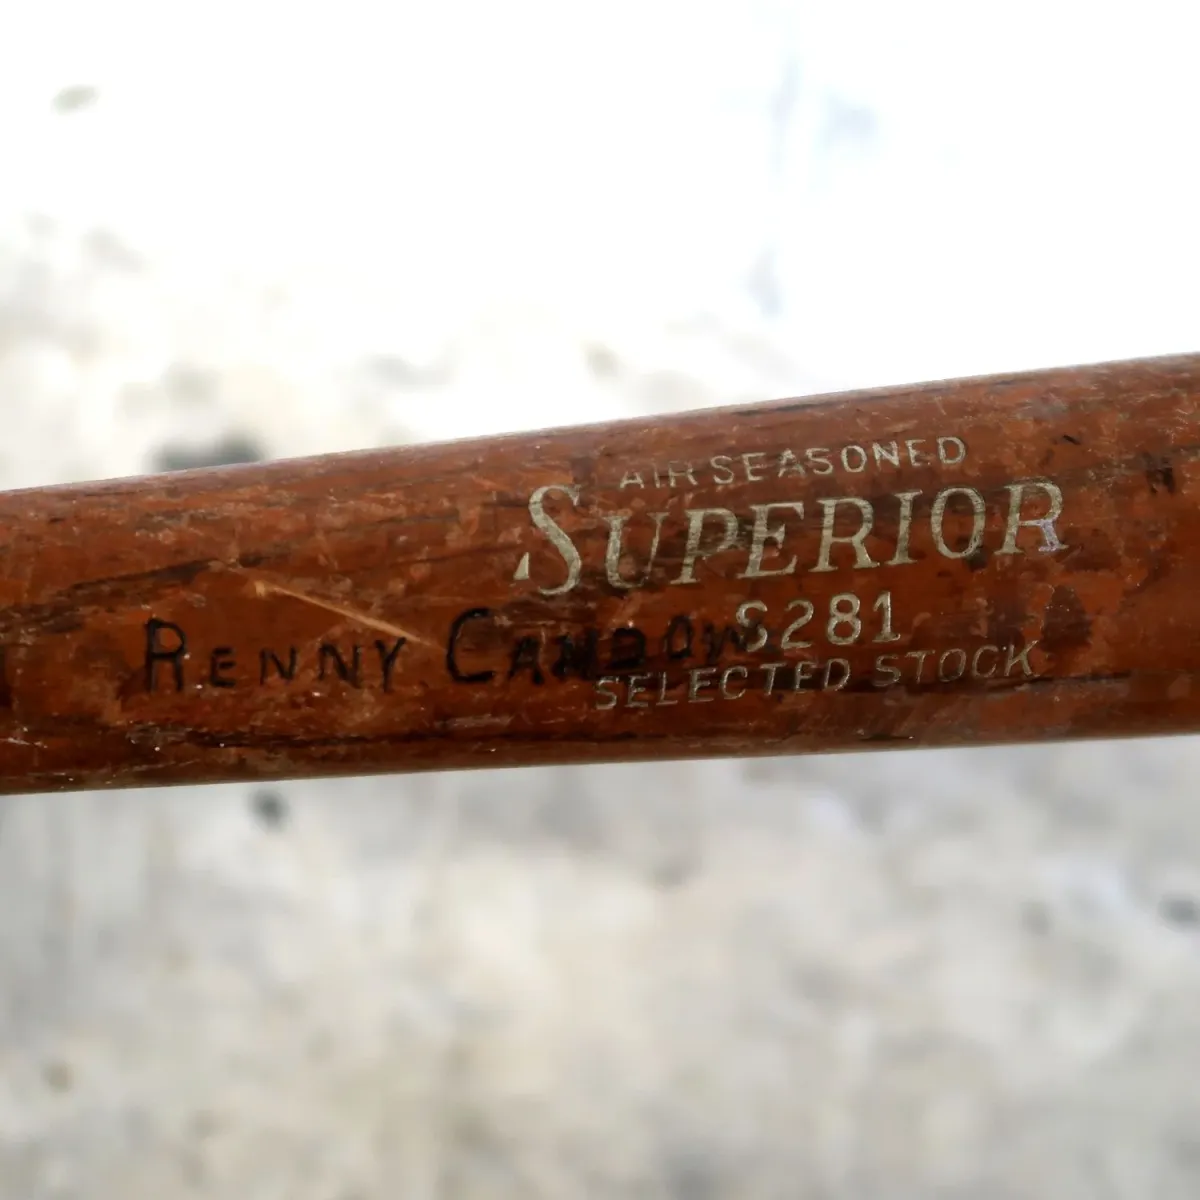 AIR SEASONED
SUPERIOR
S281
RENNY
SELECTED STOCK